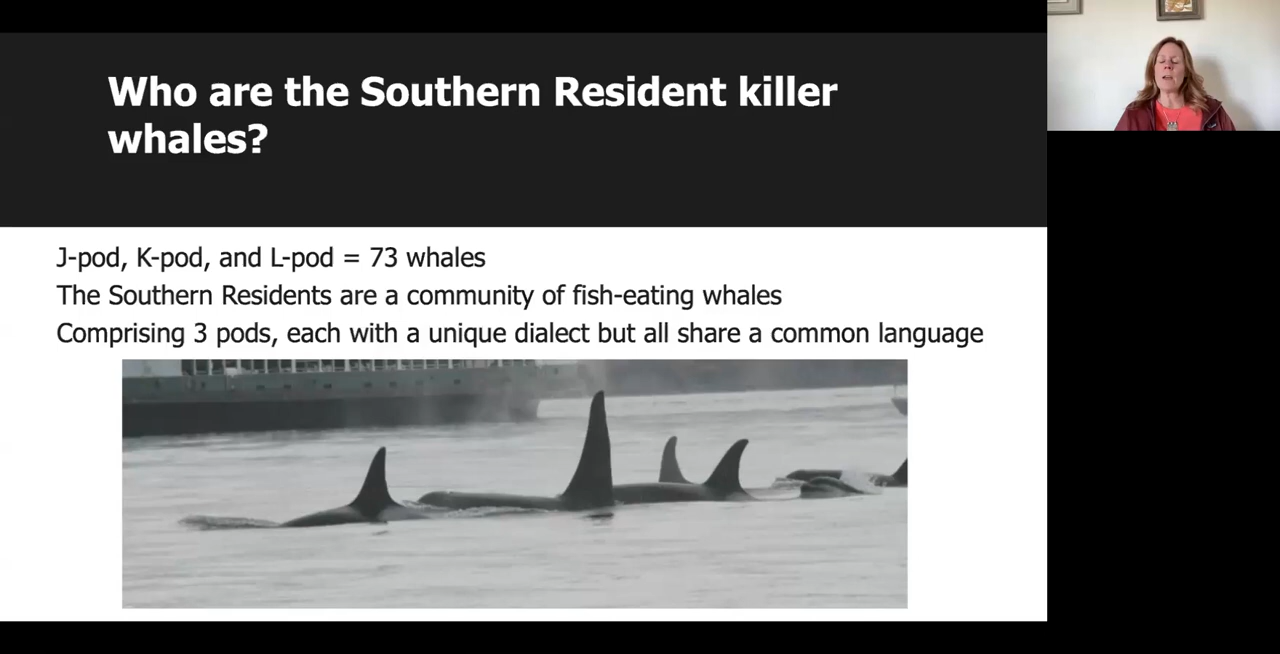 Who are the Southern Resident killer
whales?
J-pod, K-pod, and L-pod = 73 whales
The Southern Residents are a community of fish-eating whales
Comprising 3 pods, each with a unique dialect but all share a common language